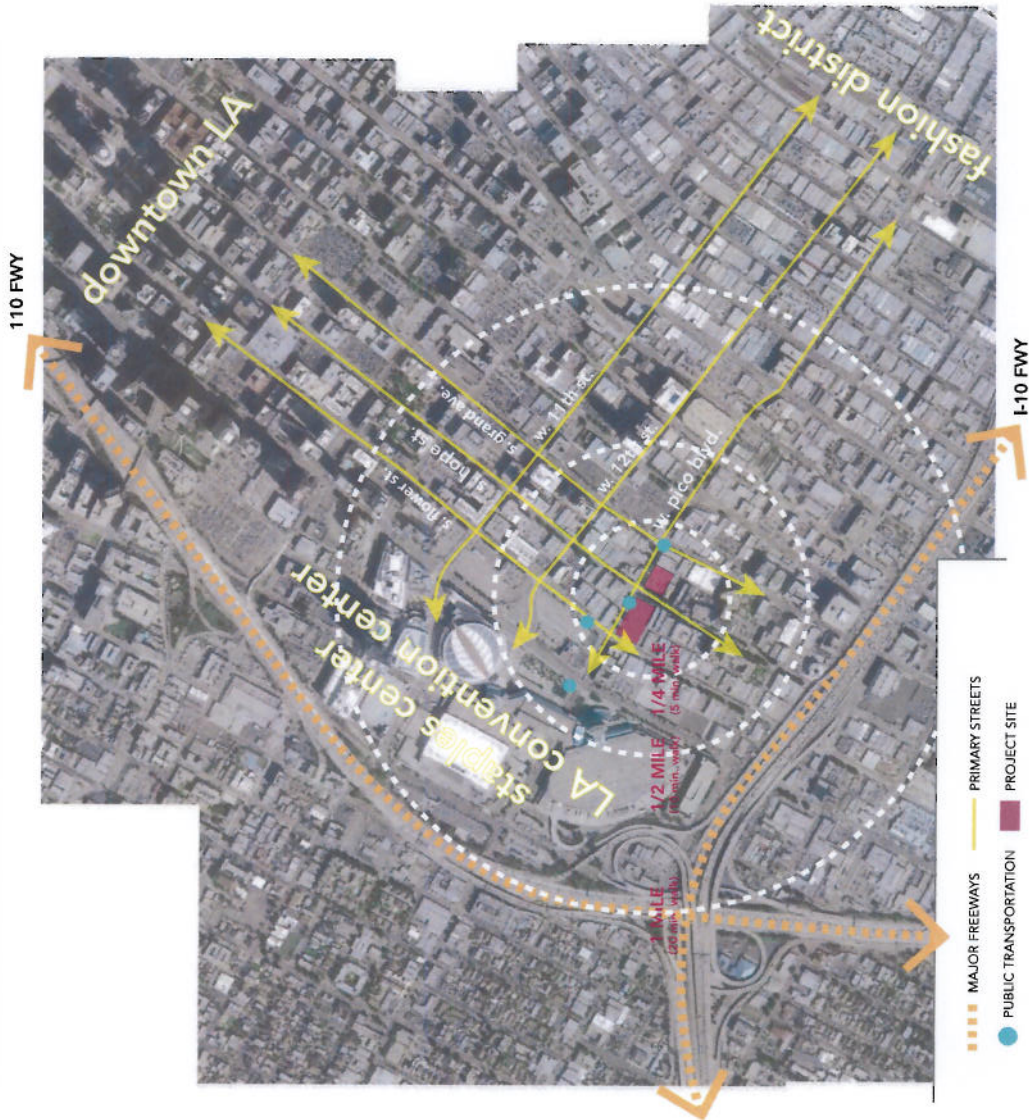 110 FWY
downtown LA
fashion district
s. flower st.
s. hope st.
s. grand ave.
w. 11th st.
w. 12th st.
w. pico blvd.
staples center
LA convention center
1/4 MILE
(5 min. walk)
1/2 MILE
min. walk)
1 MILE
(20 min. walk)
I-10 FWY
MAJOR FREEWAYS
PRIMARY STREETS
PUBLIC TRANSPORTATION
PROJECT SITE